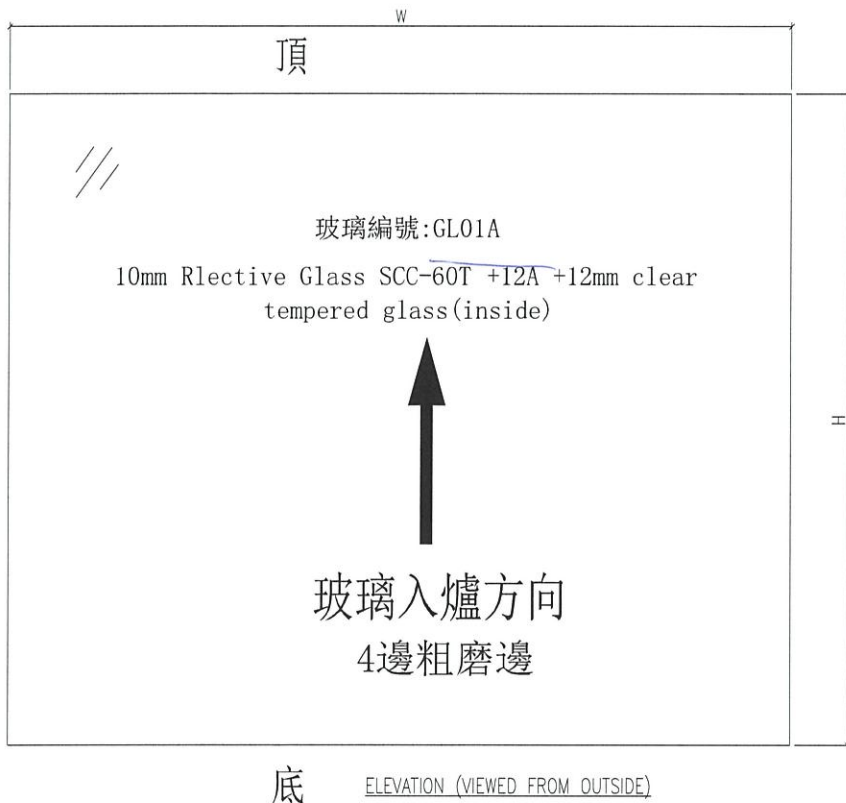 W
頂
玻璃編號:GL01A
10mm Rlective Glass SCC-60T +12A +12mm clear
tempered glass(inside)
H
玻璃入爐方向
4邊粗磨邊
底
ELEVATION (VIEWED FROM OUTSIDE)